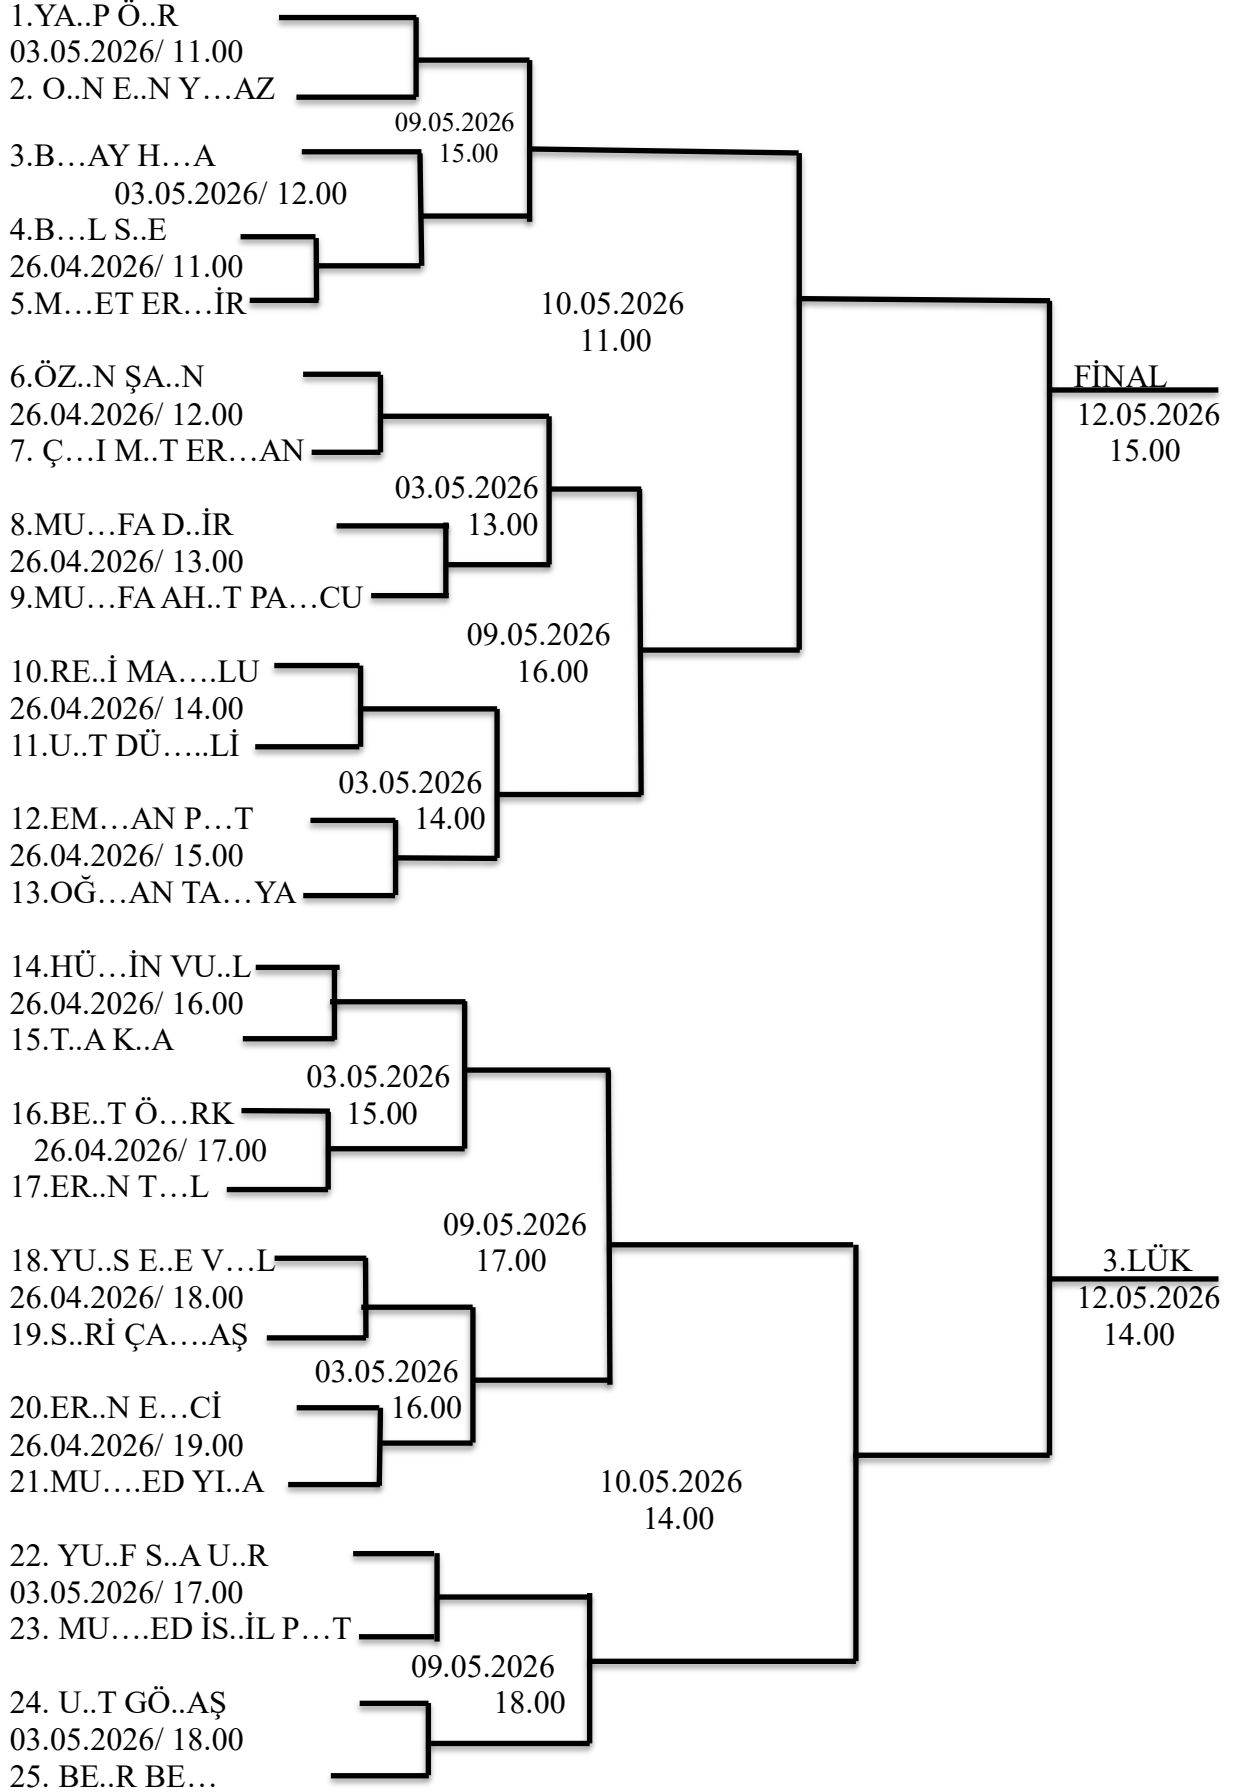 1.YA..P Ö..R
03.05.2026/ 11.00
2. O..N E..N Y…AZ
09.05.2026
15.00
3.B…AY H…A
03.05.2026/ 12.00
4.B…L S..E
26.04.2026/ 11.00
5.M…ET ER…İR
10.05.2026
11.00
6.ÖZ..N ŞA..N
26.04.2026/ 12.00
7. Ç…I M..T ER…AN
FİNAL
12.05.2026
15.00
03.05.2026
13.00
8.MU…FA D..İR
26.04.2026/ 13.00
9.MU…FA AH..T PA…CU
09.05.2026
16.00
10.RE..İ MA….LU
26.04.2026/ 14.00
11.U..T DÜ…..Lİ
03.05.2026
14.00
12.EM…AN P…T
26.04.2026/ 15.00
13.OĞ…AN TA…YA
14.HÜ…İN VU..L
26.04.2026/ 16.00
15.T..A K..A
03.05.2026
15.00
16.BE..T Ö…RK
26.04.2026/ 17.00
17.ER..N T…L
09.05.2026
17.00
18.YU..S E..E V…L
26.04.2026/ 18.00
19.S..Rİ ÇA….AŞ
3.LÜK
12.05.2026
14.00
03.05.2026
16.00
20.ER..N E…Cİ
26.04.2026/ 19.00
21.MU….ED YI..A
10.05.2026
14.00
22. YU..F S..A U..R
03.05.2026/ 17.00
23. MU….ED İS..İL P…T
09.05.2026
18.00
24. U..T GÖ..AŞ
03.05.2026/ 18.00
25. BE..R BE…